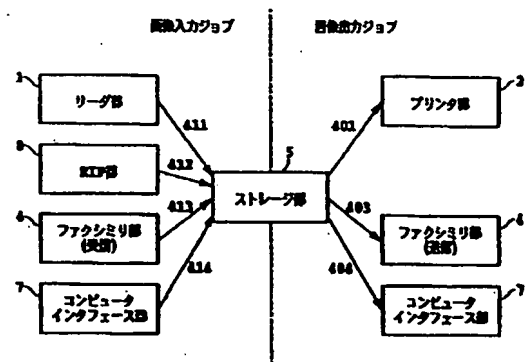 画像入力ジョブ
画像出力ジョブ
1
リーダ部
411
8
RIP部
412
4
ファクシミリ部
(受信)
413
7
コンピュータ
インタフェース部
414
5
ストレージ部
401
2
プリンタ部
403
4
ファクシミリ部
(送信)
404
7
コンピュータ
インタフェース部